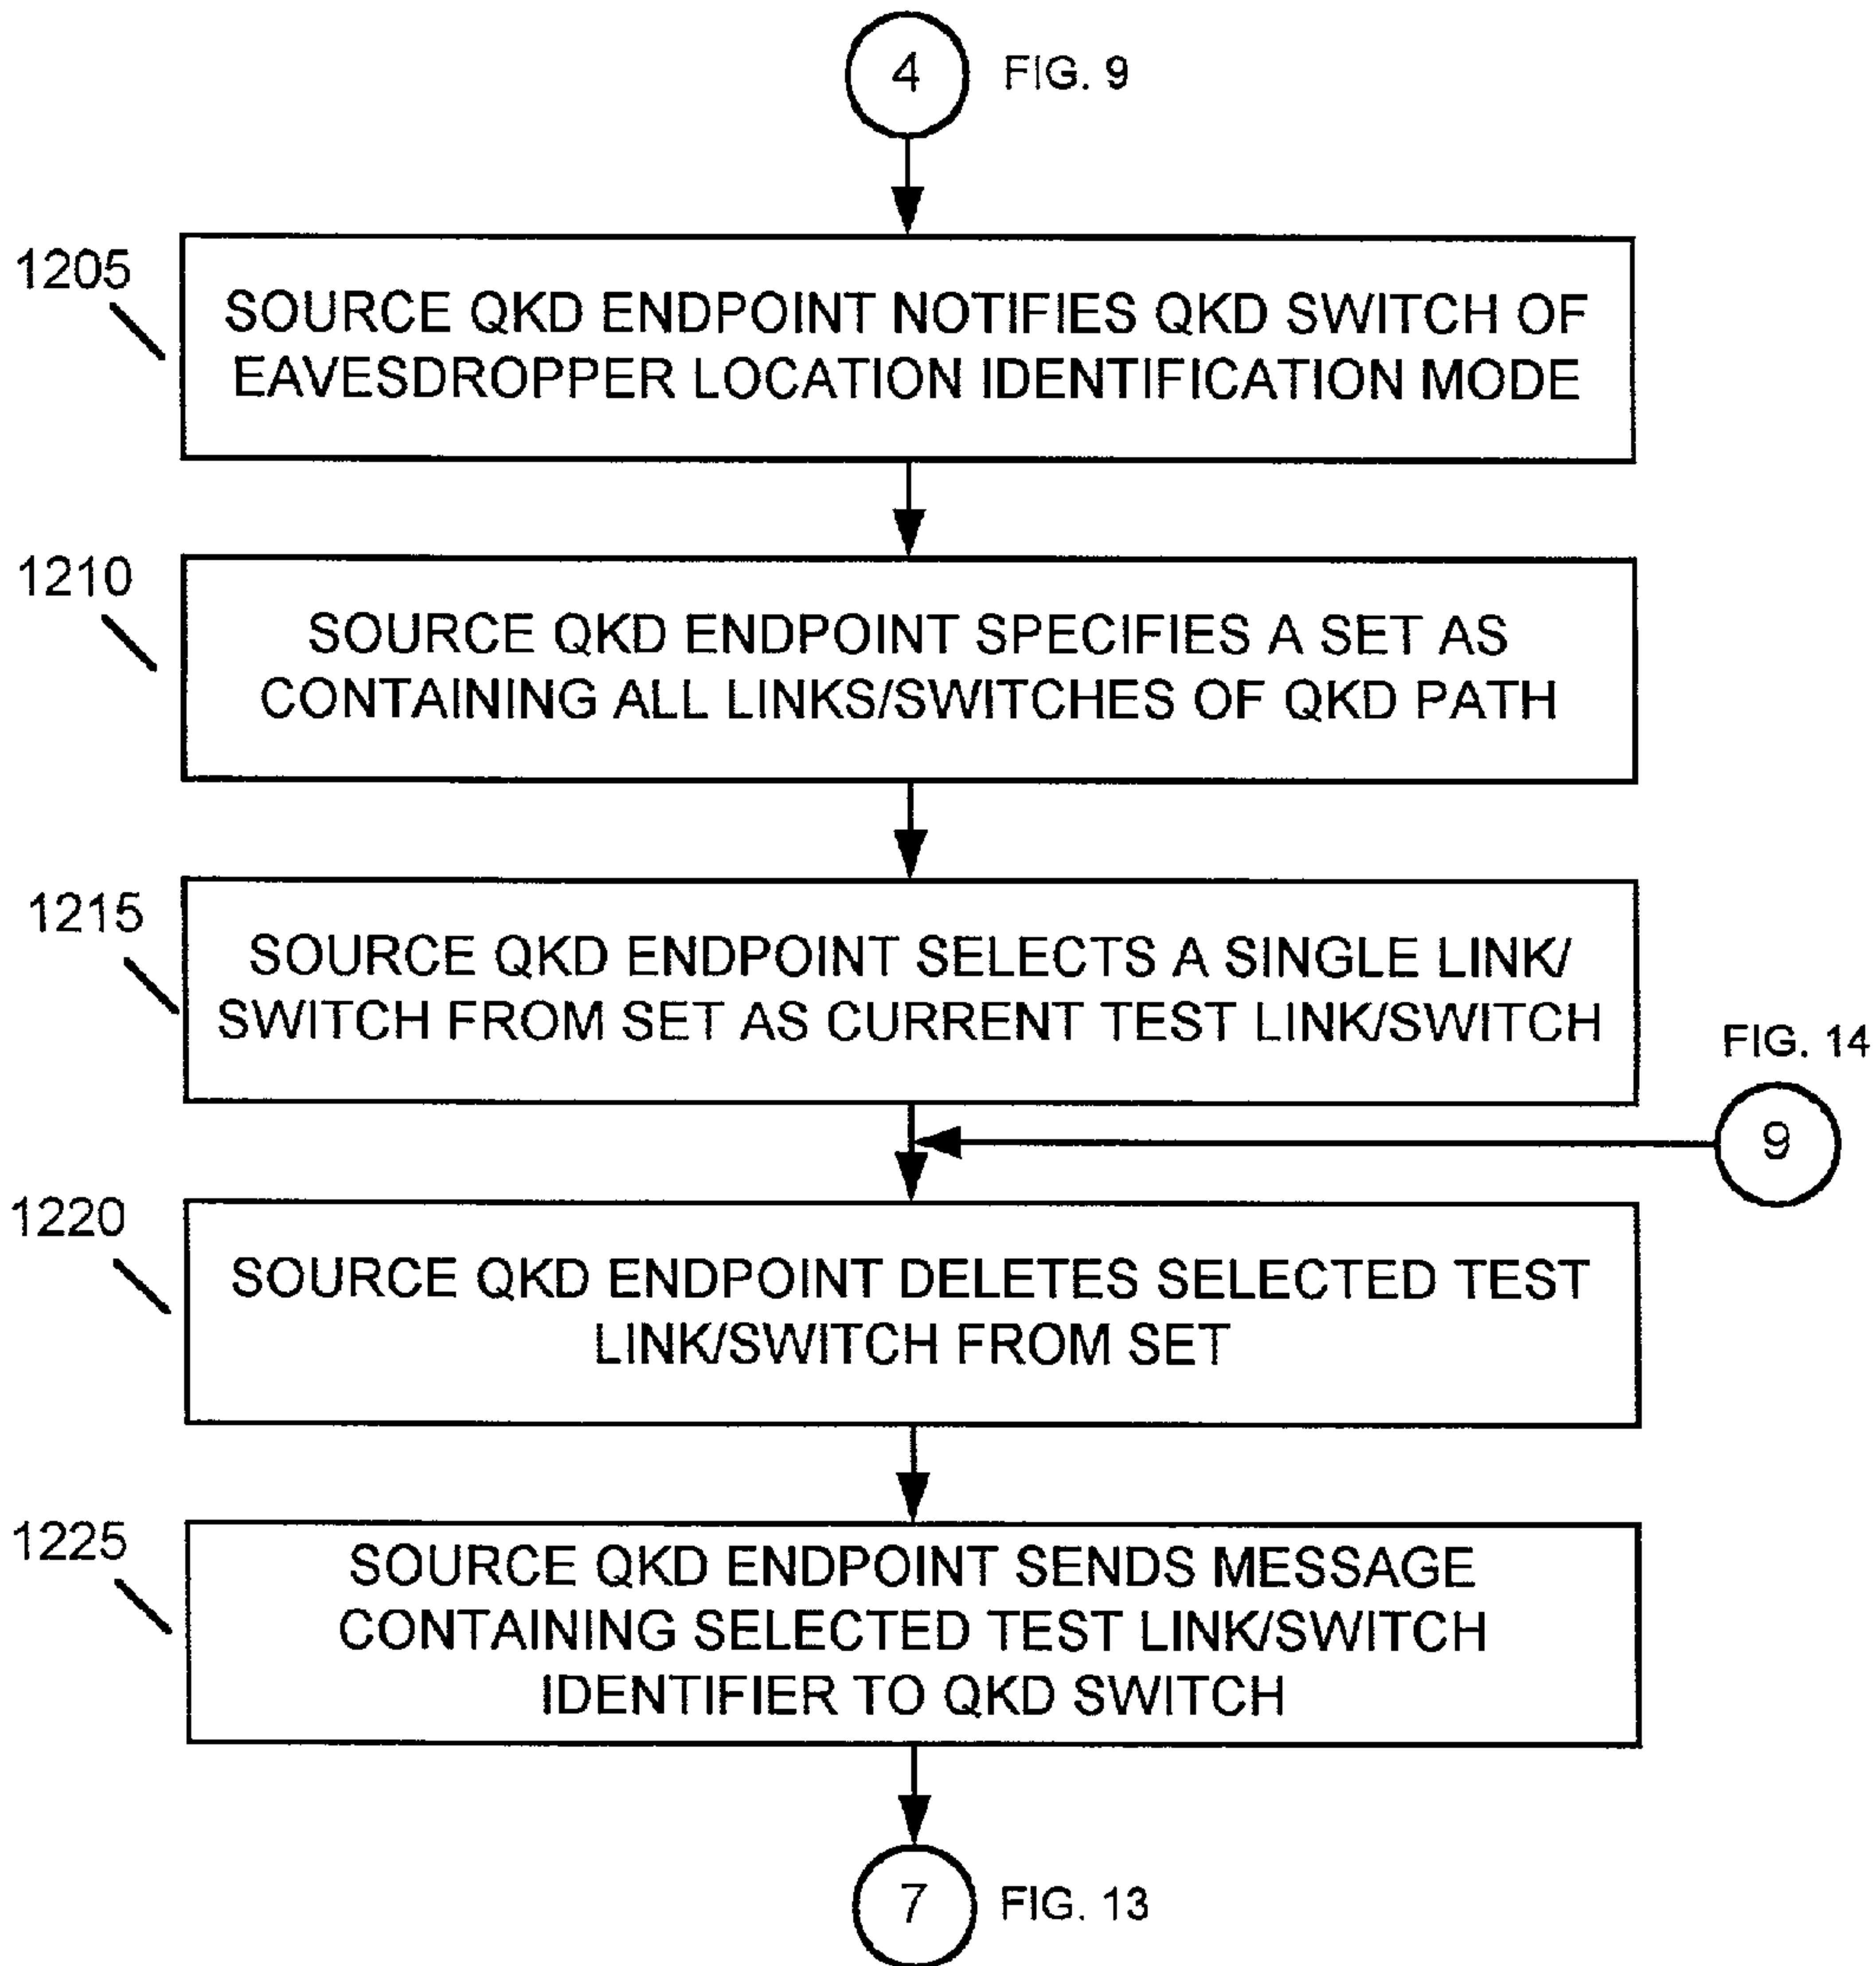 4 FIG. 9
1205
SOURCE QKD ENDPOINT NOTIFIES QKD SWITCH OF
EAVESDROPPER LOCATION IDENTIFICATION MODE
1210
SOURCE QKD ENDPOINT SPECIFIES A SET AS
CONTAINING ALL LINKS/SWITCHES OF QKD PATH
1215
SOURCE QKD ENDPOINT SELECTS A SINGLE LINK/
SWITCH FROM SET AS CURRENT TEST LINK/SWITCH
FIG. 14
9
1220
SOURCE QKD ENDPOINT DELETES SELECTED TEST
LINK/SWITCH FROM SET
1225
SOURCE QKD ENDPOINT SENDS MESSAGE
CONTAINING SELECTED TEST LINK/SWITCH
IDENTIFIER TO QKD SWITCH
7 FIG. 13